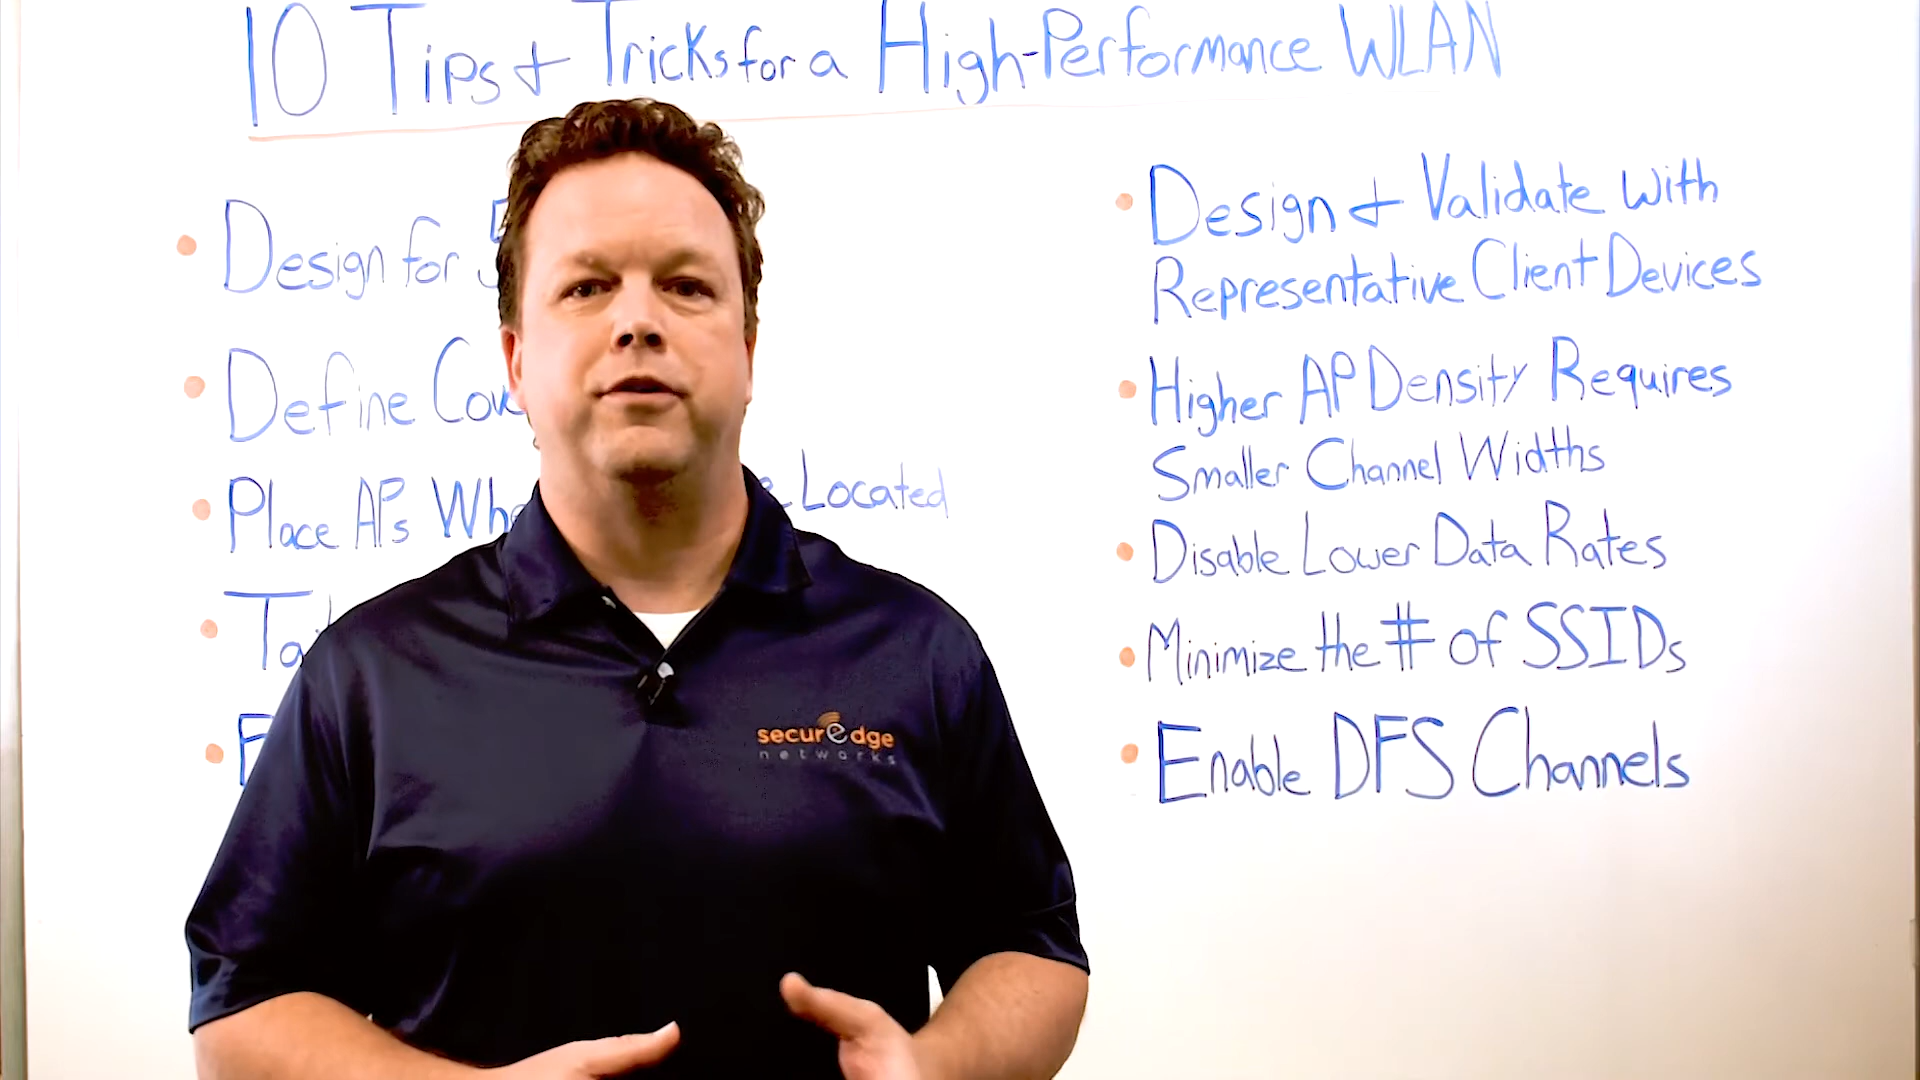 10 Tips & Tricks for a High-Performance WLAN
Design for
Define
Place APs Located
Design & Validate with
Representative Client Devices
Higher AP Density Requires
Smaller Channel Widths
Disable Lower Data Rates
Minimize the # of SSIDs
Enable DFS Channels
securEdge
networks